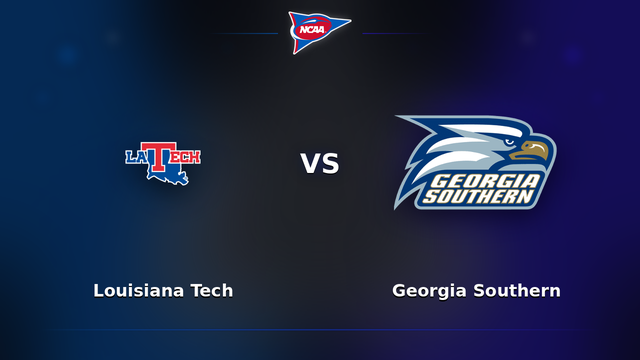 NCAA
LA TECH
VS
GEORGIA
SOUTHERN
Louisiana Tech
Georgia Southern